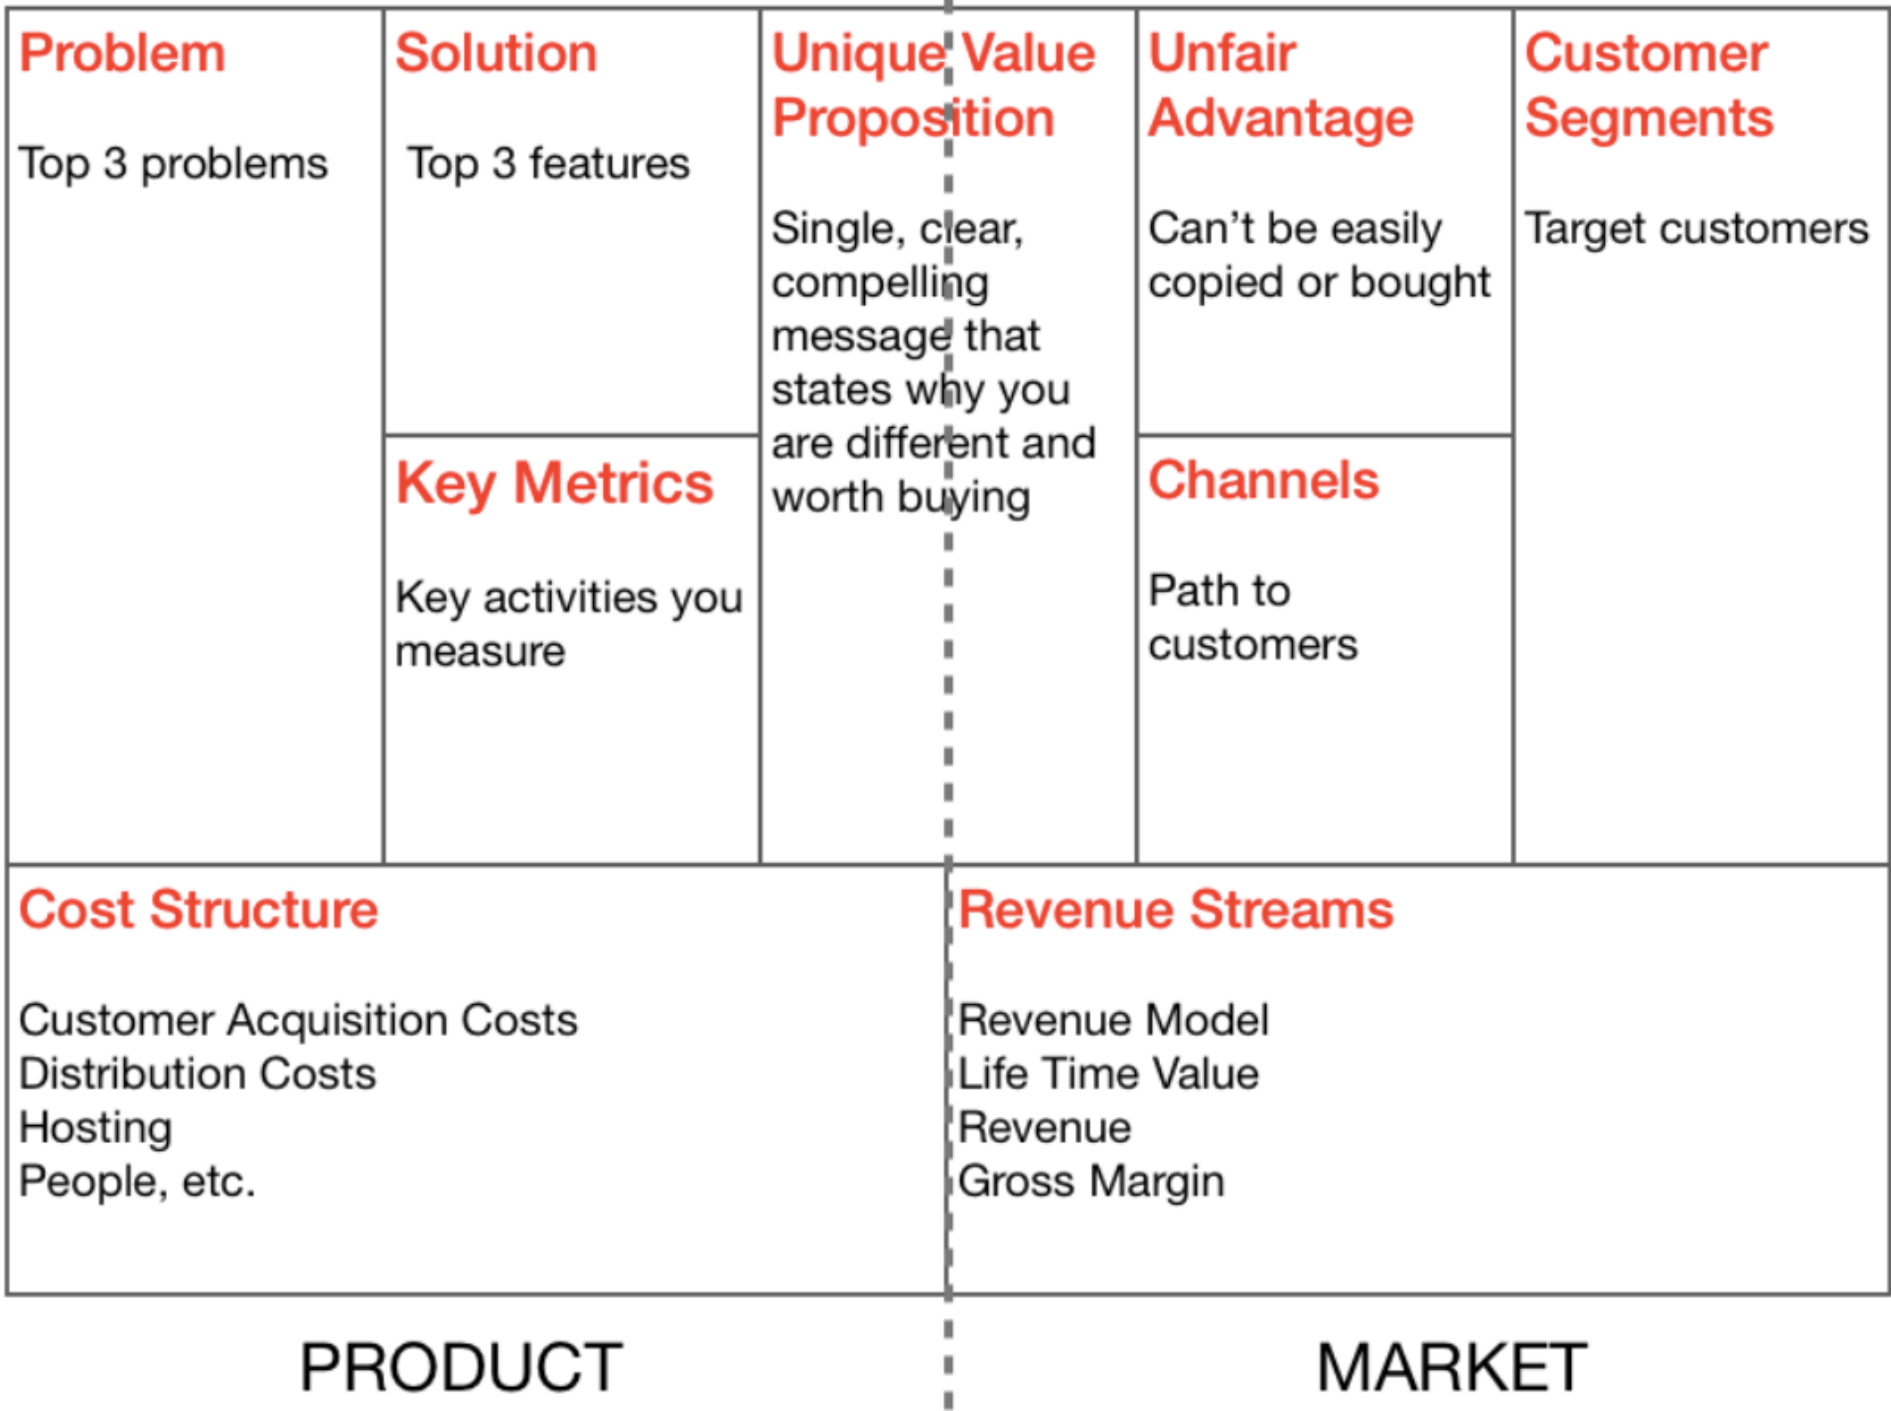 Problem
Top 3 problems
Solution
Top 3 features
Key Metrics
Key activities you
measure
Unique Value
Proposition
Single, clear,
compelling
message that
states why you
are different and
worth buying
Unfair
Advantage
Can’t be easily
copied or bought
Channels
Path to
customers
Customer
Segments
Target customers
Cost Structure
Customer Acquisition Costs
Distribution Costs
Hosting
People, etc.
Revenue Streams
Revenue Model
Life Time Value
Revenue
Gross Margin
PRODUCT
MARKET